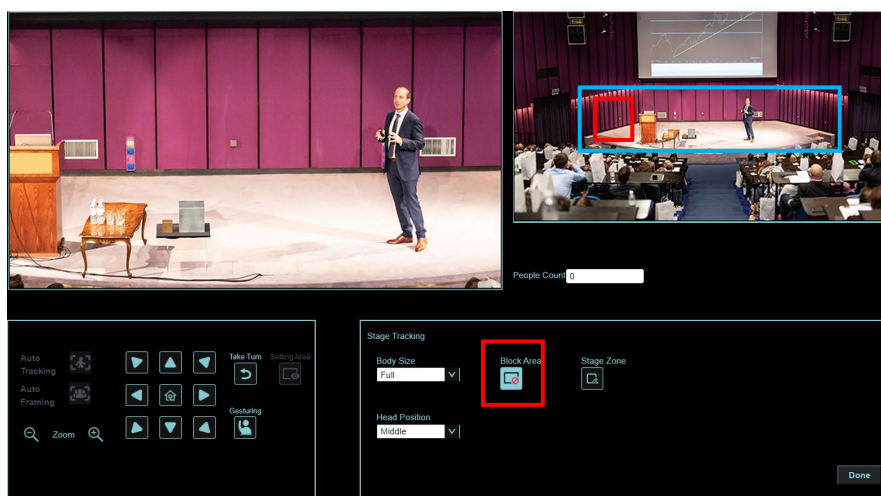 People Count 0
Auto Tracking
Auto Framing
Zoom
Take Turn
Setting Area
Gesturing
Stage Tracking
Body Size
Full
Block Area
Stage Zone
Head Position
Middle
Done